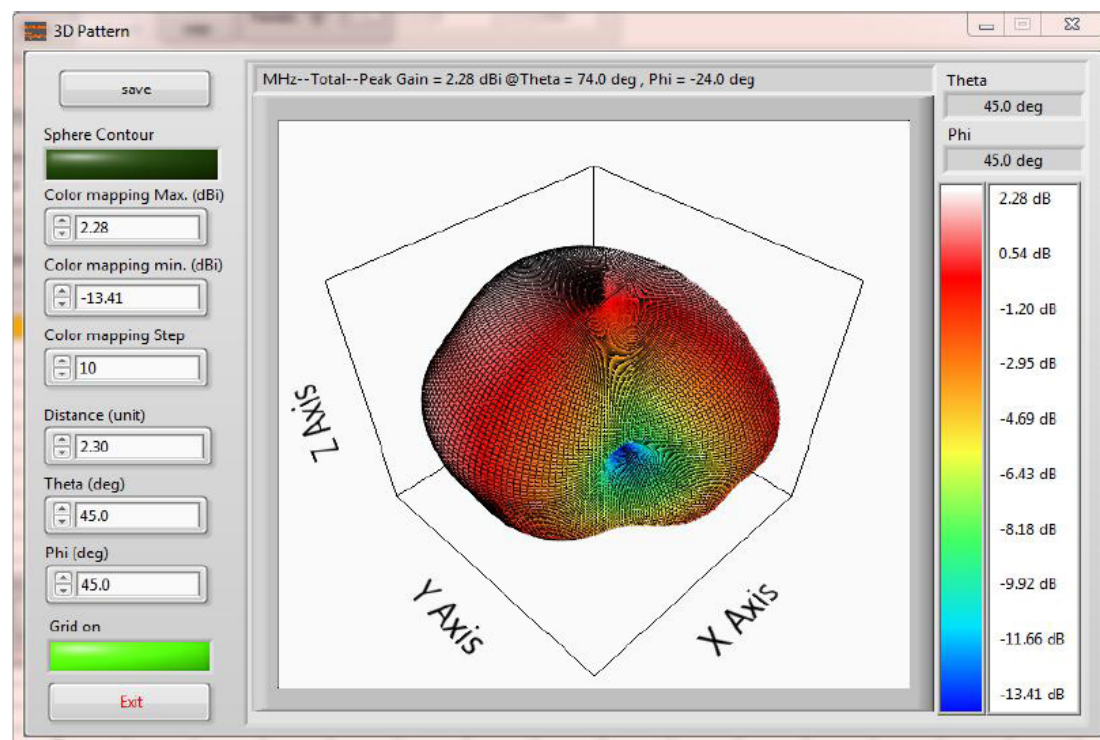 3D Pattern
save
Sphere Contour
Color mapping Max. (dBi)
2.28
Color mapping min. (dBi)
-13.41
Color mapping Step
10
Distance (unit)
2.30
Theta (deg)
45.0
Phi (deg)
45.0
Grid on
Exit
MHz--Total--Peak Gain = 2.28 dBi @Theta = 74.0 deg , Phi = -24.0 deg
Z Axis
Y Axis
X Axis
Theta
45.0 deg
Phi
45.0 deg
2.28 dB
0.54 dB
-1.20 dB
-2.95 dB
-4.69 dB
-6.43 dB
-8.18 dB
-9.92 dB
-11.66 dB
-13.41 dB